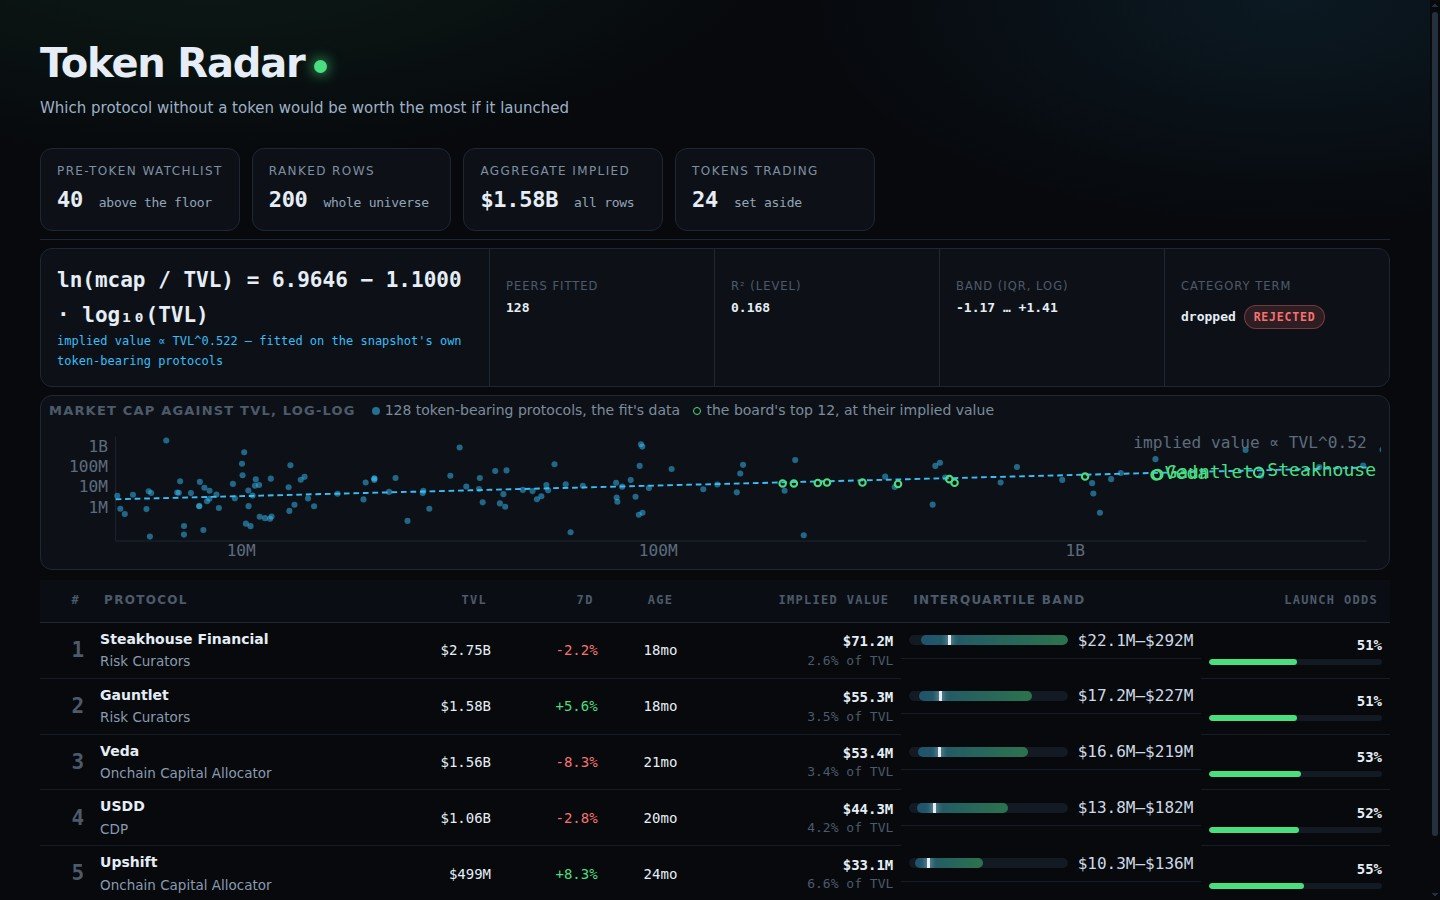 Token Radar
Which protocol without a token would be worth the most if it launched
PRE-TOKEN WATCHLIST
40 above the floor
RANKED ROWS
200 whole universe
AGGREGATE IMPLIED
$1.58B all rows
TOKENS TRADING
24 set aside
ln(mcap / TVL) = 6.9646 − 1.1000
· log₁₀(TVL)
implied value ∝ TVL^0.522 — fitted on the snapshot's own
token-bearing protocols
PEERS FITTED
128
R² (LEVEL)
0.168
BAND (IQR, LOG)
-1.17 … +1.41
CATEGORY TERM
dropped REJECTED
MARKET CAP AGAINST TVL, LOG-LOG 128 token-bearing protocols, the fit's data the board's top 12, at their implied value
implied value ∝ TVL^0.52
1B
100M
10M
1M
Veda
Gauntlet
Steakhouse
10M 100M 1B
# PROTOCOL TVL 7D AGE IMPLIED VALUE INTERQUARTILE BAND LAUNCH ODDS
1 Steakhouse Financial $2.75B -2.2% 18mo $71.2M $22.1M–$292M 51%
Risk Curators 2.6% of TVL
2 Gauntlet $1.58B +5.6% 18mo $55.3M $17.2M–$227M 51%
Risk Curators 3.5% of TVL
3 Veda $1.56B -8.3% 21mo $53.4M $16.6M–$219M 53%
Onchain Capital Allocator 3.4% of TVL
4 USDD $1.06B -2.8% 20mo $44.3M $13.8M–$182M 52%
CDP 4.2% of TVL
5 Upshift $499M +8.3% 24mo $33.1M $10.3M–$136M 55%
Onchain Capital Allocator 6.6% of TVL